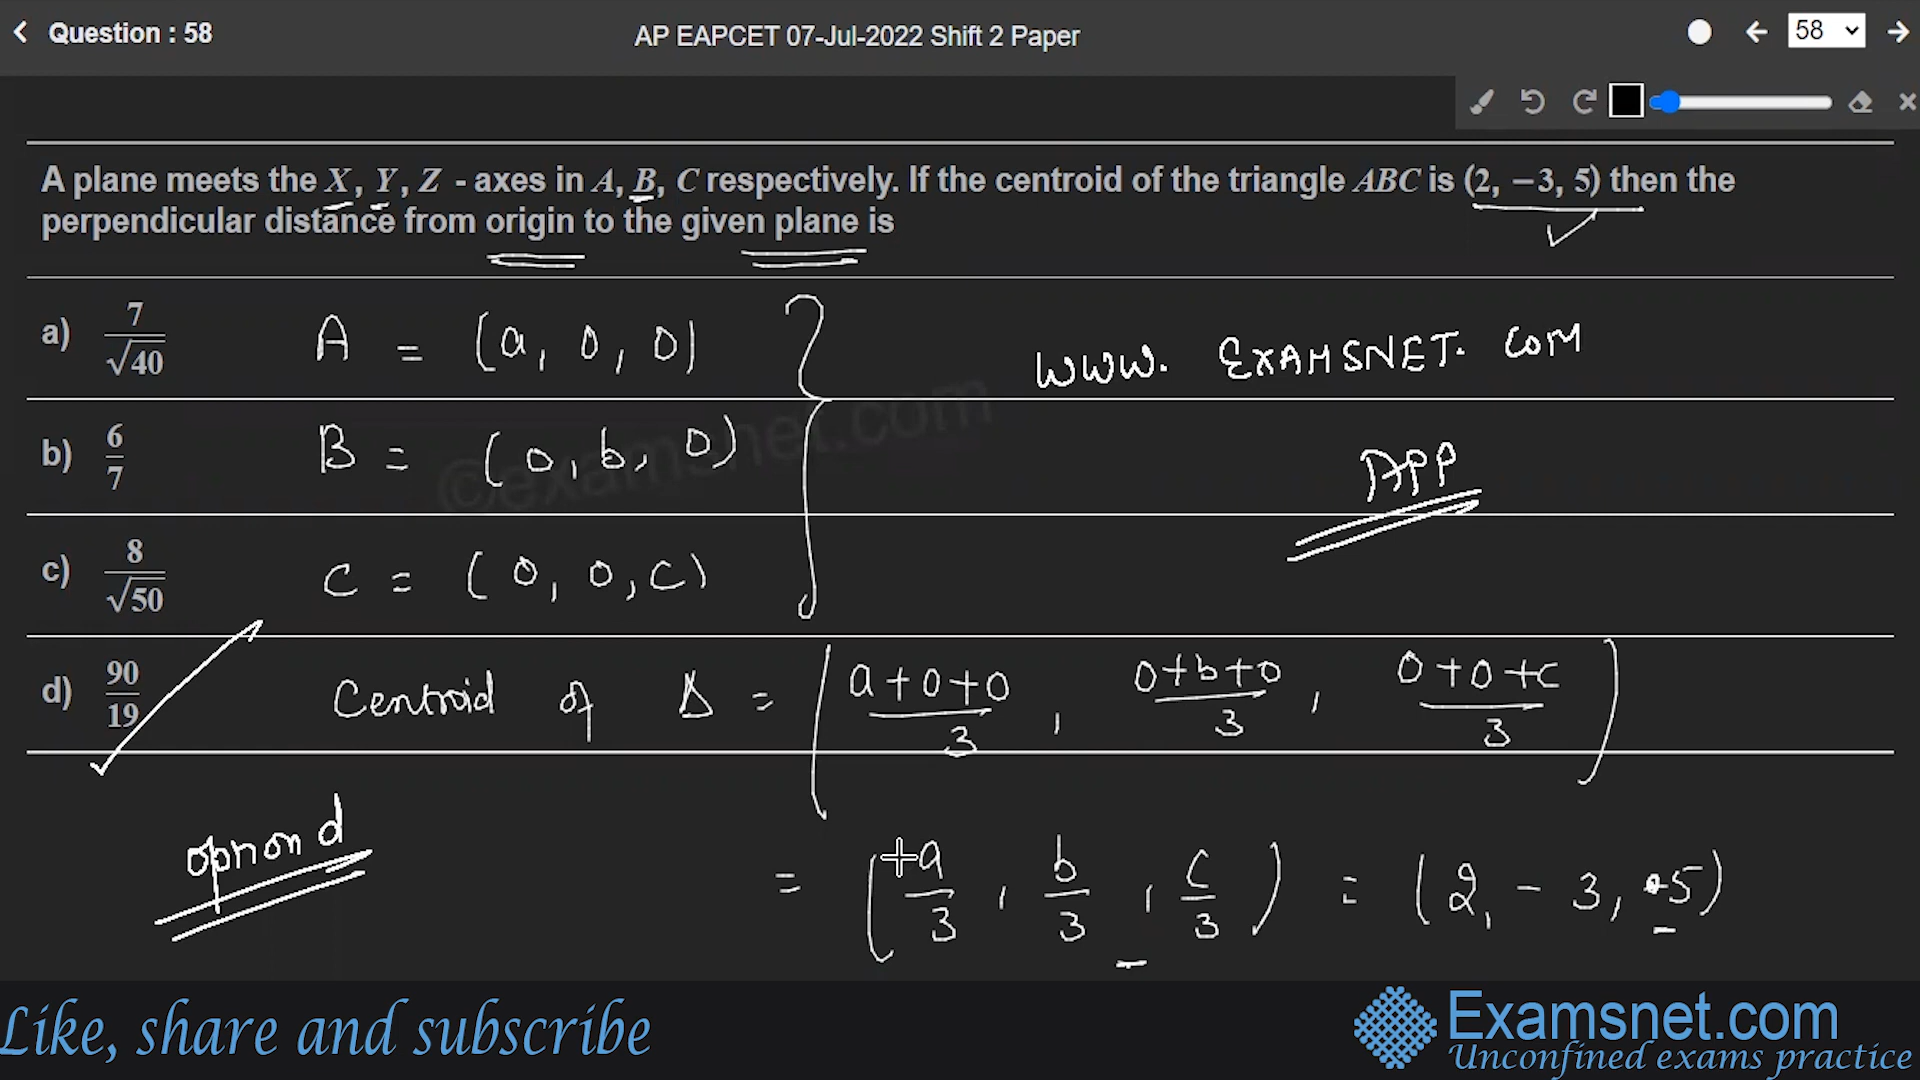 Question : 58
AP EAPCET 07-Jul-2022 Shift 2 Paper
58
A plane meets the X, Y, Z - axes in A, B, C respectively. If the centroid of the triangle ABC is (2, −3, 5) then the
perpendicular distance from origin to the given plane is
a) 7/√40
A = (a, 0, 0)
www. EXAMSNET. COM
b) 6/7
B = (0, b, 0)
©examsnet.com
APP
c) 8/√50
C = (0, 0, c)
d) 90/19
Centroid of Δ = (a+0+0/3, 0+b+0/3, 0+0+c/3)
option d
= (a/3, b/3, c/3) = (2, -3, 5)
Like, share and subscribe
Examsnet.com
Unconfined exams practice